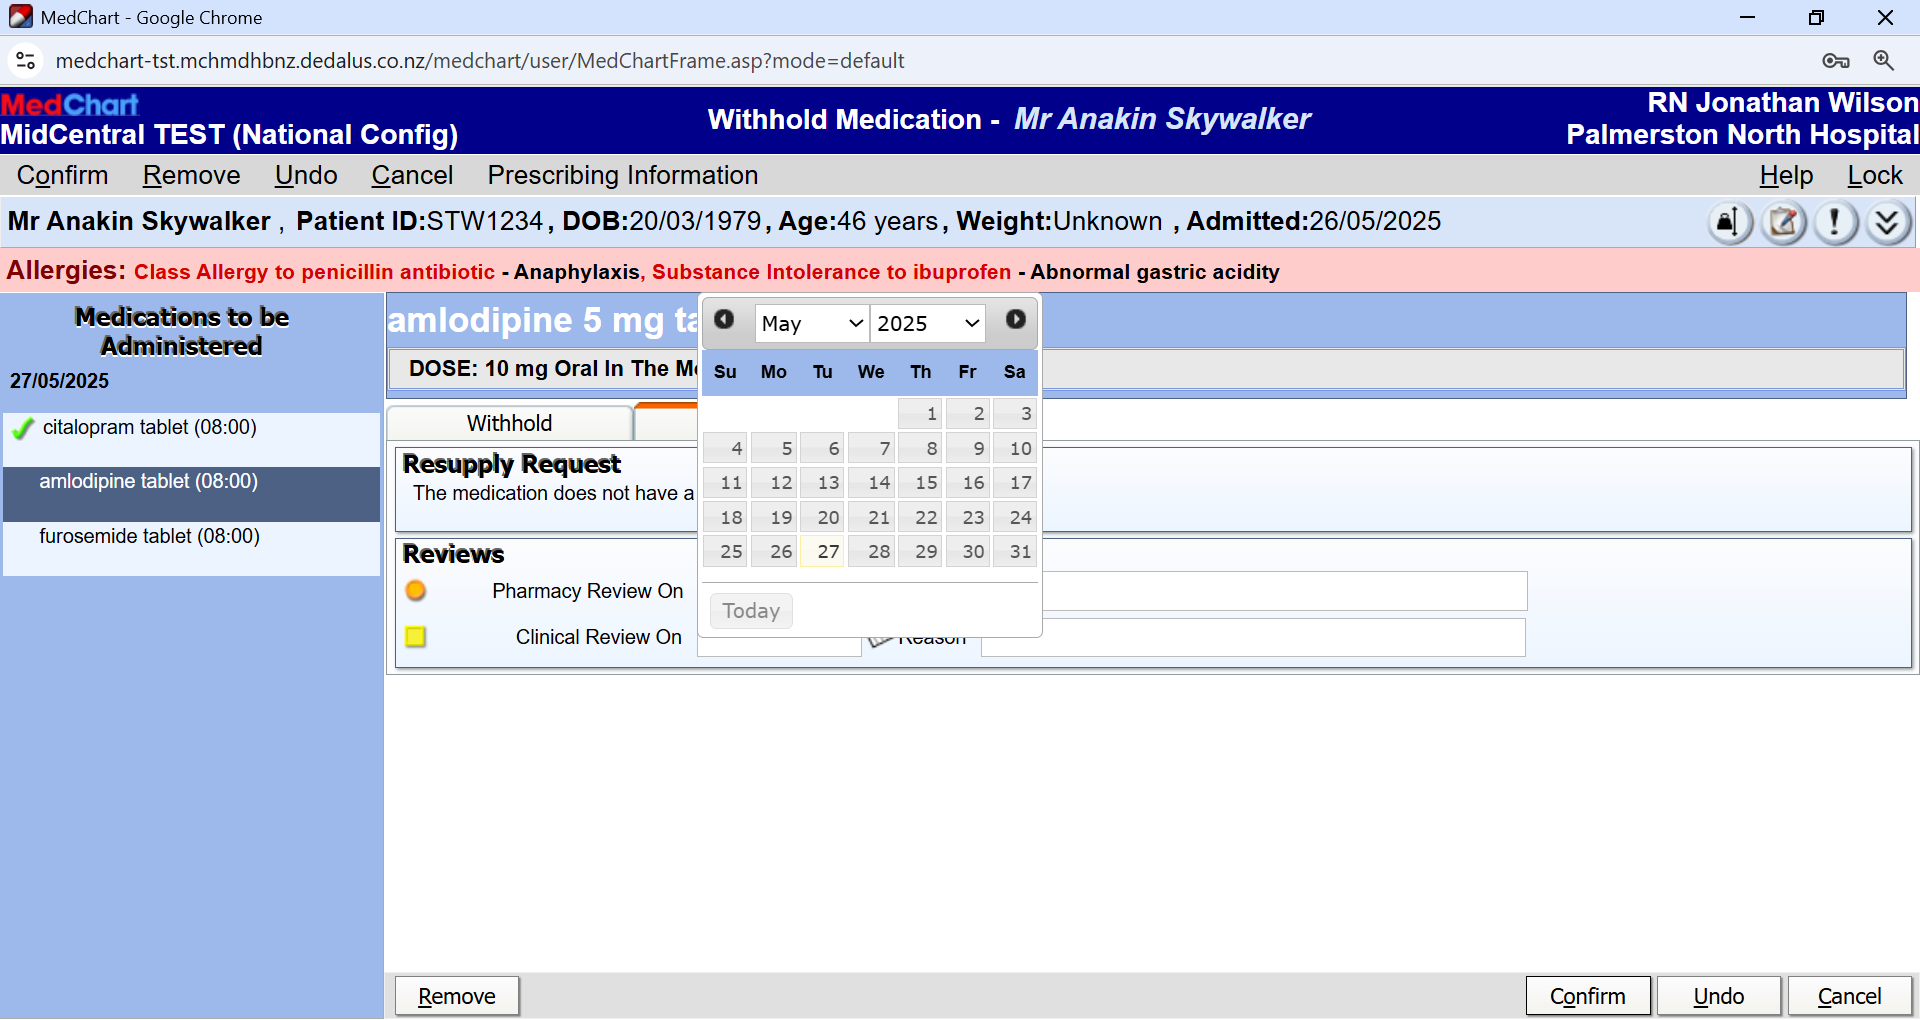 MedChart - Google Chrome
medchart-tst.mchmdhbnz.dedalus.co.nz/medchart/user/MedChartFrame.asp?mode=default
MedChart
MidCentral TEST (National Config)
Withhold Medication - Mr Anakin Skywalker
RN Jonathan Wilson
Palmerston North Hospital
Confirm Remove Undo Cancel Prescribing Information Help Lock
Mr Anakin Skywalker , Patient ID:STW1234, DOB:20/03/1979, Age:46 years, Weight:Unknown , Admitted:26/05/2025
Allergies: Class Allergy to penicillin antibiotic - Anaphylaxis, Substance Intolerance to ibuprofen - Abnormal gastric acidity
Medications to be
Administered
27/05/2025
citalopram tablet (08:00)
amlodipine tablet (08:00)
furosemide tablet (08:00)
amlodipine 5 mg ta
DOSE: 10 mg Oral In The M
Withhold
Resupply Request
The medication does not have a
Reviews
Pharmacy Review On
Clinical Review On
Reason
May 2025
Su Mo Tu We Th Fr Sa
1 2 3
4 5 6 7 8 9 10
11 12 13 14 15 16 17
18 19 20 21 22 23 24
25 26 27 28 29 30 31
Today
Remove Confirm Undo Cancel